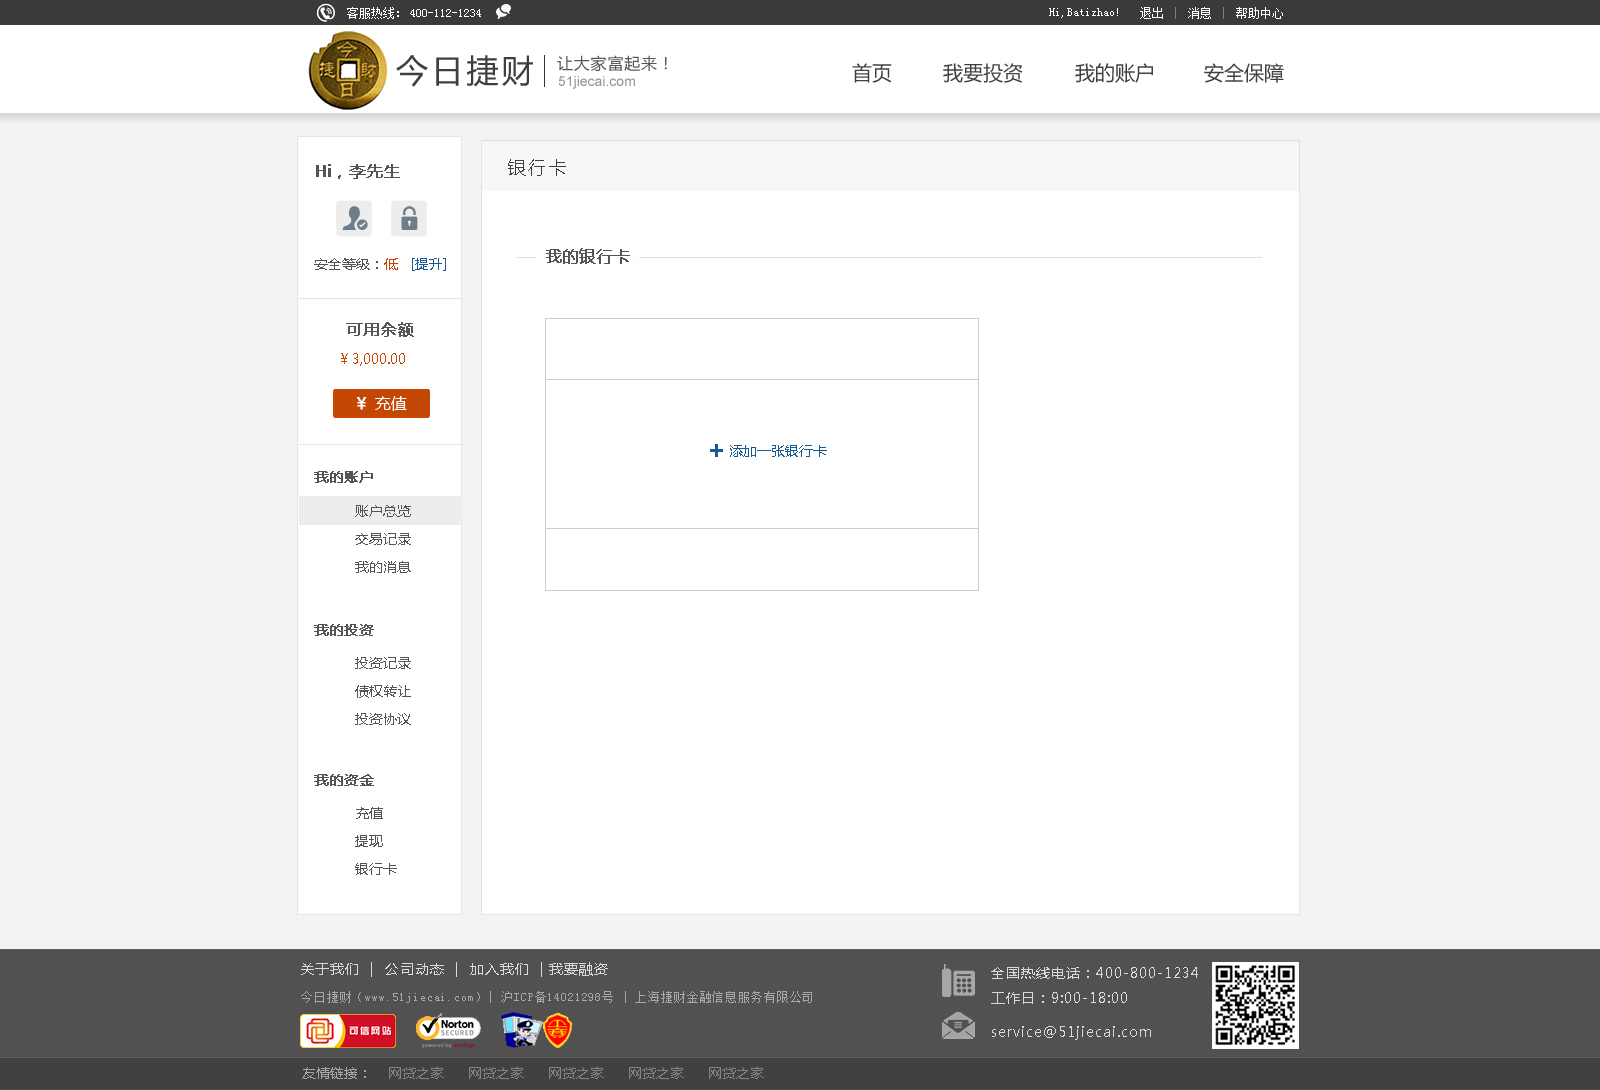 客服热线： 400-112-1234
Hi,Batizhao! 退出 | 消息 | 帮助中心
今日捷财
今日捷财 | 让大家富起来！
51jiecai.com
首页 我要投资 我的账户 安全保障
Hi，李先生
安全等级：低 [提升]
可用余额
¥ 3,000.00
¥ 充值
我的账户
账户总览
交易记录
我的消息
我的投资
投资记录
债权转让
投资协议
我的资金
充值
提现
银行卡
银行卡
我的银行卡
+ 添加一张银行卡
关于我们 | 公司动态 | 加入我们 | 我要融资
今日捷财（www.51jiecai.com）| 沪ICP备14021298号 | 上海捷财金融信息服务有限公司
可信网站
Norton
SECURED
powered by VeriSign
全国热线电话：400-800-1234
工作日：9:00-18:00
service@51jiecai.com
友情链接： 网贷之家 网贷之家 网贷之家 网贷之家 网贷之家